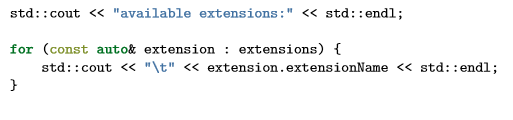 std::cout << "available extensions:" << std::endl;

for (const auto& extension : extensions) {
    std::cout << "\t" << extension.extensionName << std::endl;
}